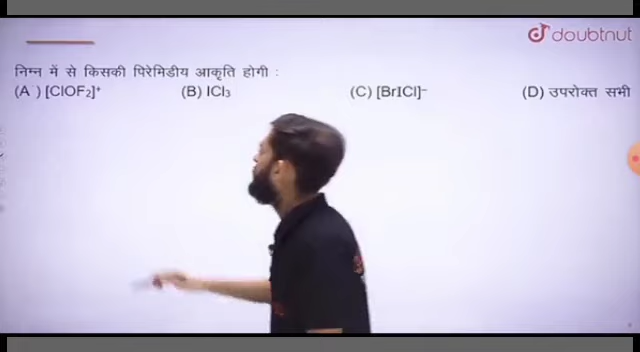 doubtnut
निम्न में से किसकी पिरेमिडीय आकृति होगी :
(A ) [ClOF₂]⁺ (B) ICl₃ (C) [BrICl]⁻ (D) उपरोक्त सभी